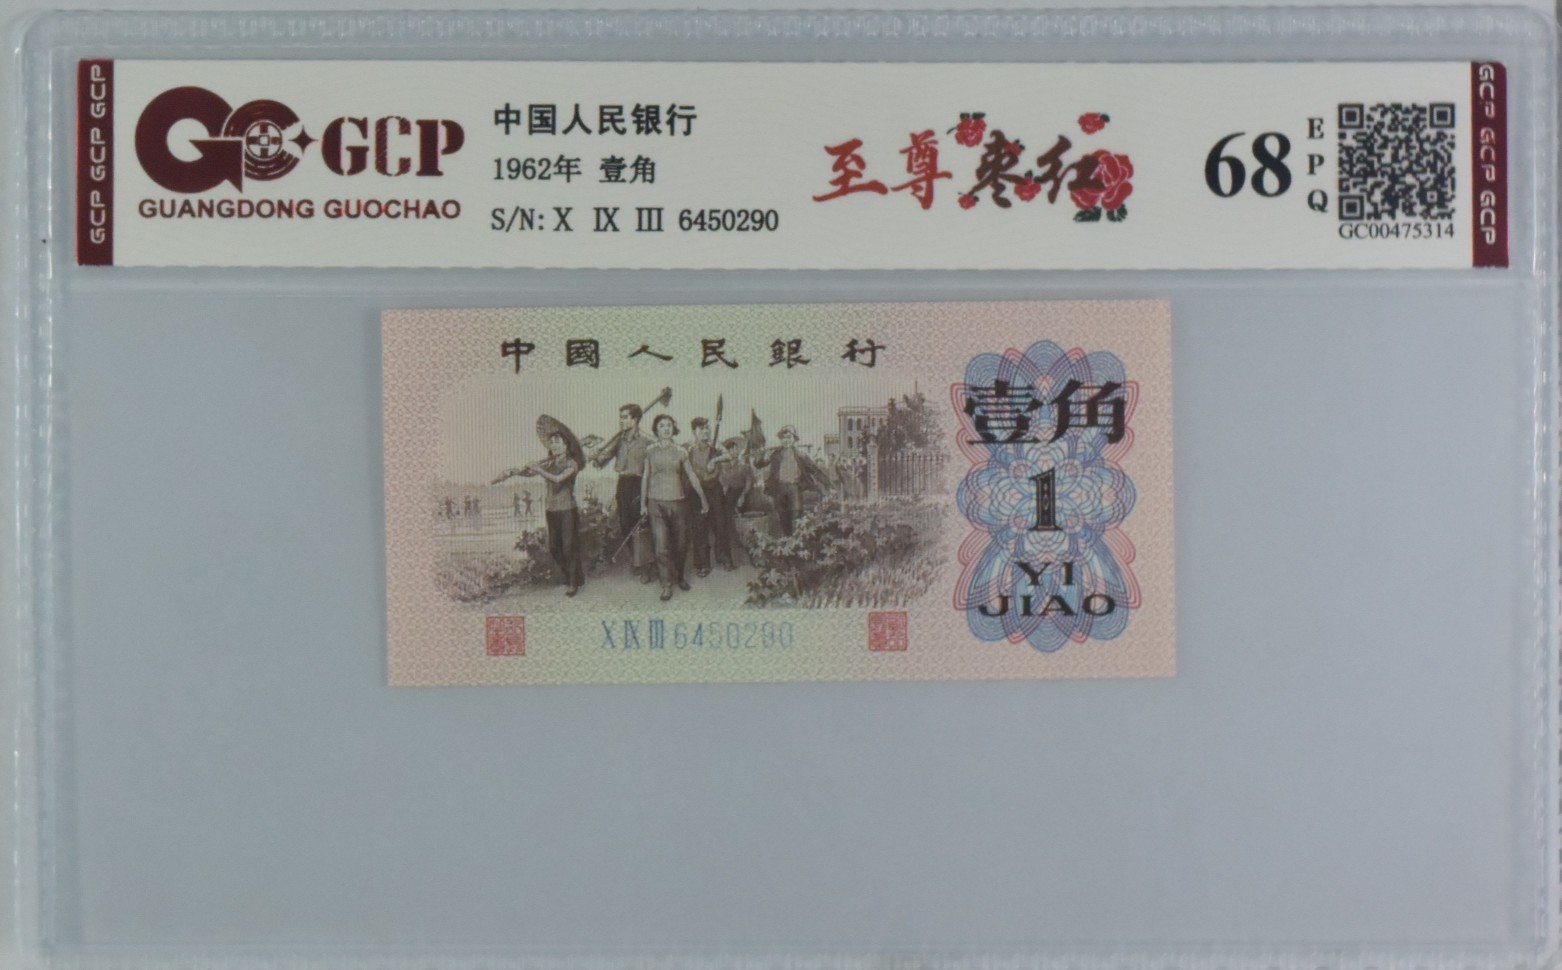 GCP GCP GCP
GCP
GUANGDONG GUOCHAO
中国人民银行
1962年 壹角
S/N: X IX III 6450290
至尊枣红
68
EPQ
GC00475314
GCP GCP GCP GCP
中國人民銀行
壹角
1
YI
JIAO
X IX III 6450290